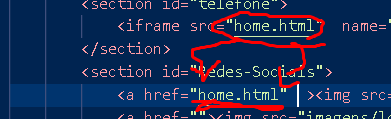 <section id="telefone">
<iframe src="home.html" name=
</section>
<section id="Redes-Sociais">
<a href="home.html" ><img src
<a href=""><img src="imagens/